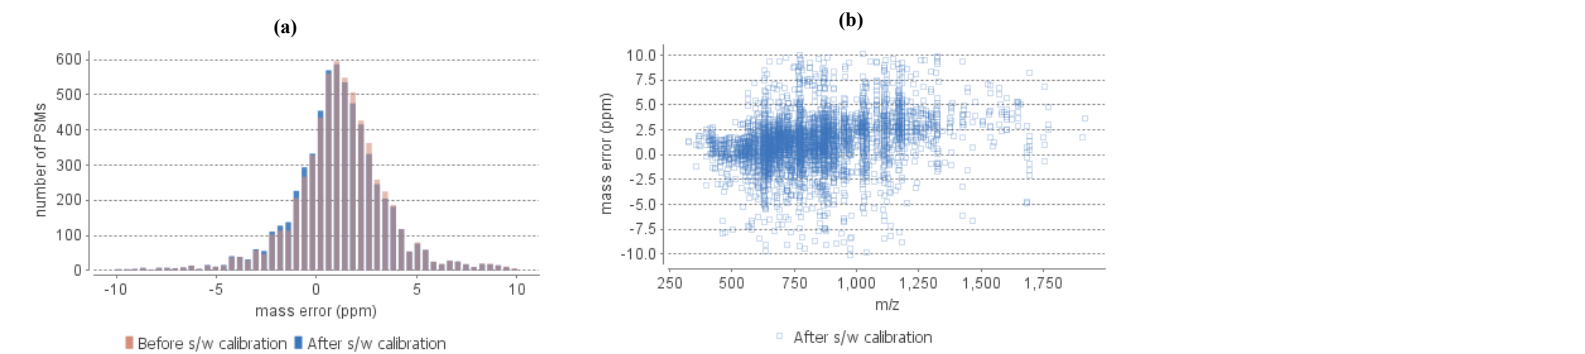 (a)
number of PSMs
600
500
400
300
200
100
0
-10 -5 0 5 10
mass error (ppm)
Before s/w calibration After s/w calibration
(b)
mass error (ppm)
10.0
7.5
5.0
2.5
0.0
-2.5
-5.0
-7.5
-10.0
250 500 750 1,000 1,250 1,500 1,750
m/z
After s/w calibration